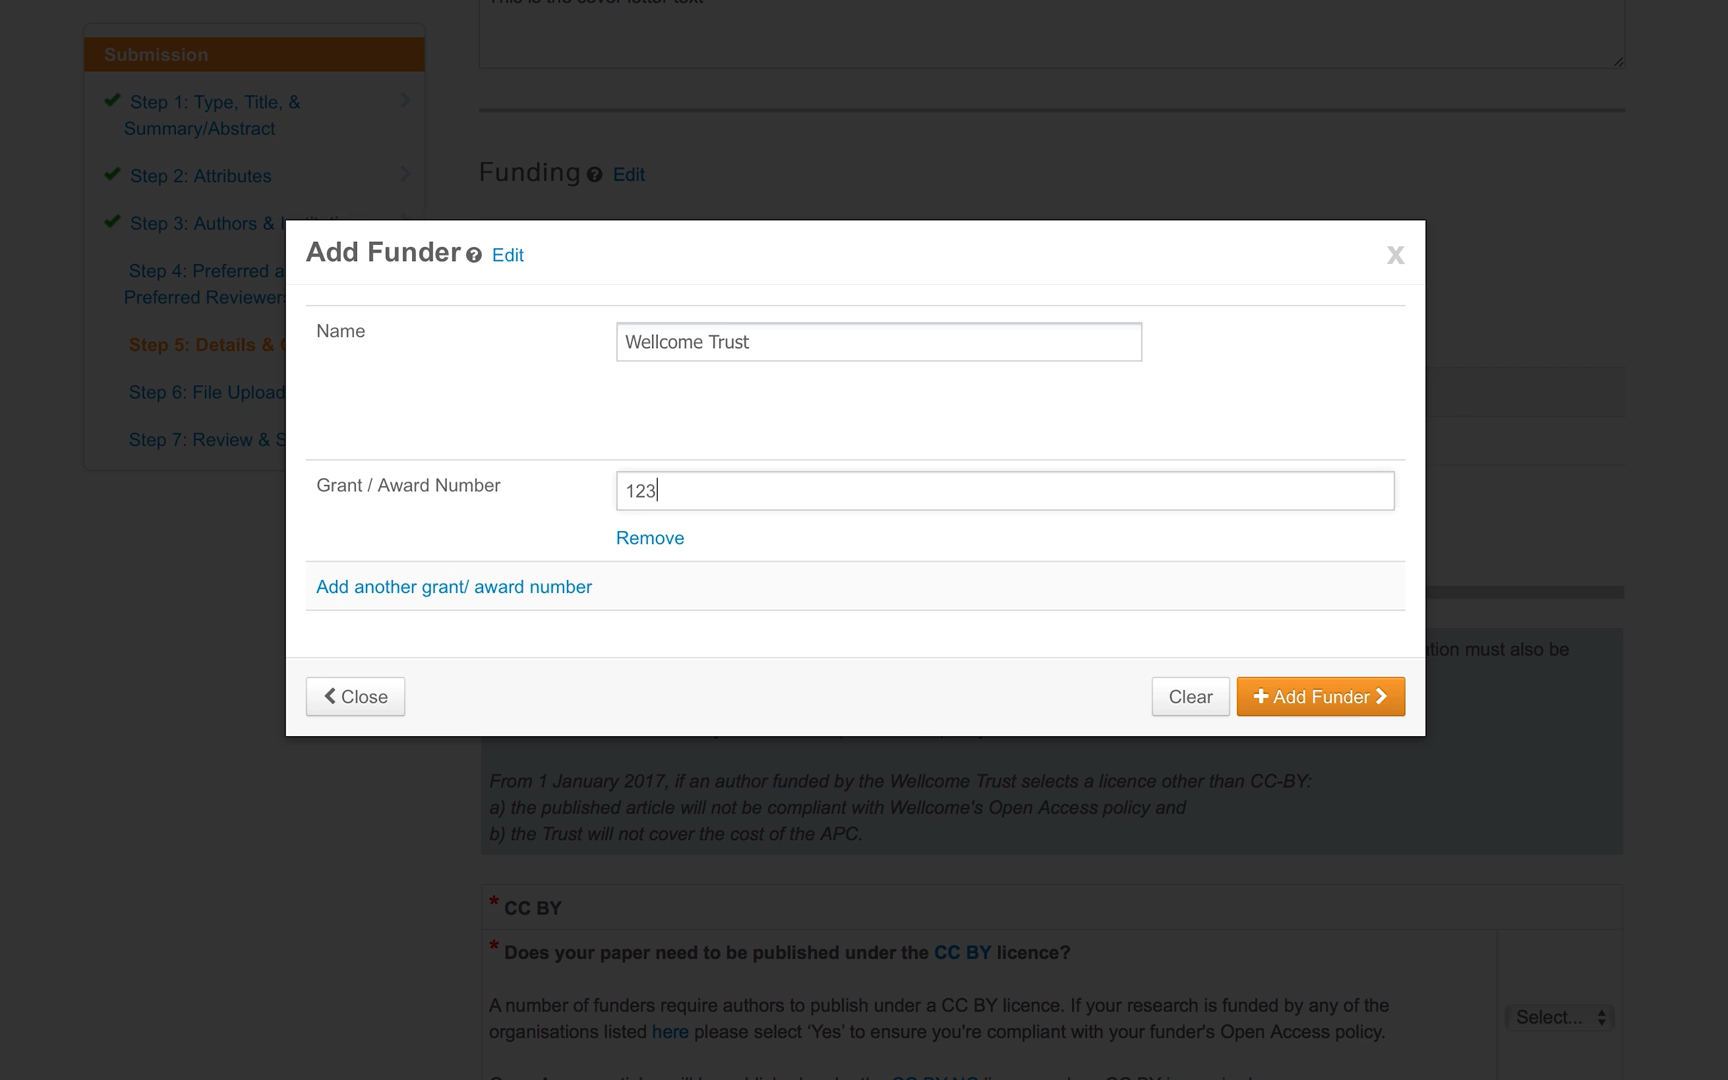 Submission
Step 1: Type, Title, &
Summary/Abstract
Step 2: Attributes
Step 3: Authors &
Step 4: Preferred
Preferred Reviewers
Step 5: Details &
Step 6: File Upload
Step 7: Review &
This is the cover letter text
Funding Edit
Add Funder Edit
X
Name
Wellcome Trust
Grant / Award Number
123
Remove
Add another grant/ award number
Close
Clear
Add Funder
must also be
From 1 January 2017, if an author funded by the Wellcome Trust selects a licence other than CC-BY:
a) the published article will not be compliant with Wellcome's Open Access policy and
b) the Trust will not cover the cost of the APC.
* CC BY
* Does your paper need to be published under the CC BY licence?
A number of funders require authors to publish under a CC BY licence. If your research is funded by any of the
organisations listed here please select ‘Yes’ to ensure you're compliant with your funder's Open Access policy.
Select...